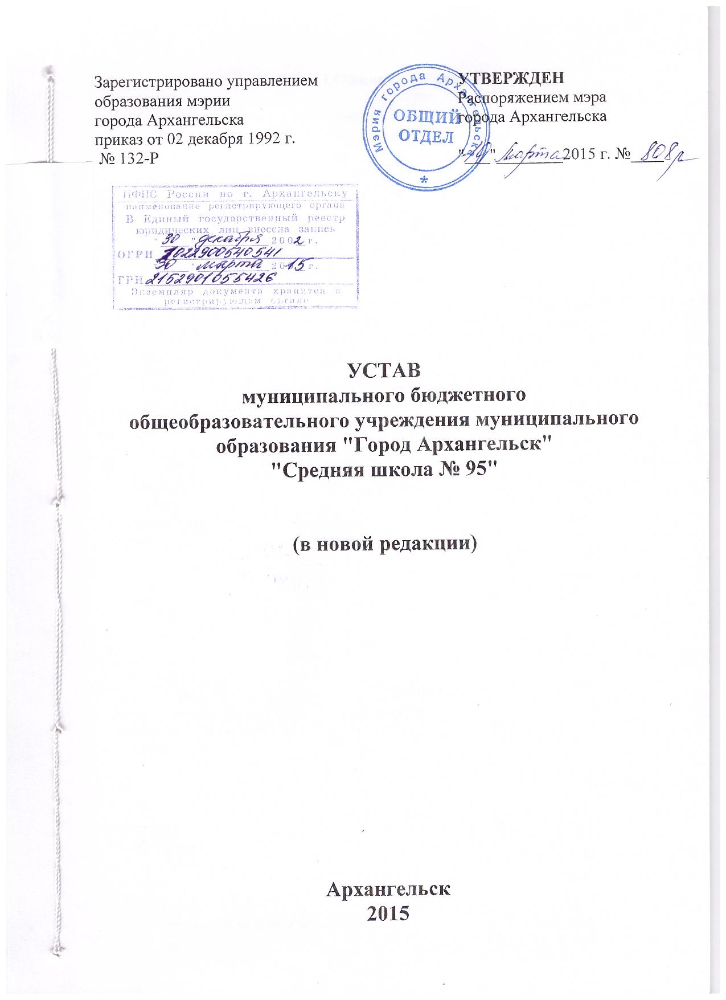 Зарегистрировано управлением
образования мэрии
города Архангельска
приказ от 02 декабря 1992 г.
№ 132-Р
УТВЕРЖДЕН
Распоряжением мэра
города Архангельска
" " марта 2015 г. № 808р
Мэрия города Архангельска
ОБЩИЙ
ОТДЕЛ
ИФНС России по г. Архангельску
наименование регистрирующего органа
В Единый государственный реестр
юридических лиц внесена запись
"30" декабря 2002 г.
ОГРН 1022900540541
"30" марта 2015 г.
ГРН 2152901055426
Экземпляр документа хранится в
регистрирующем органе
УСТАВ
муниципального бюджетного
общеобразовательного учреждения муниципального
образования "Город Архангельск"
"Средняя школа № 95"
(в новой редакции)
Архангельск
2015